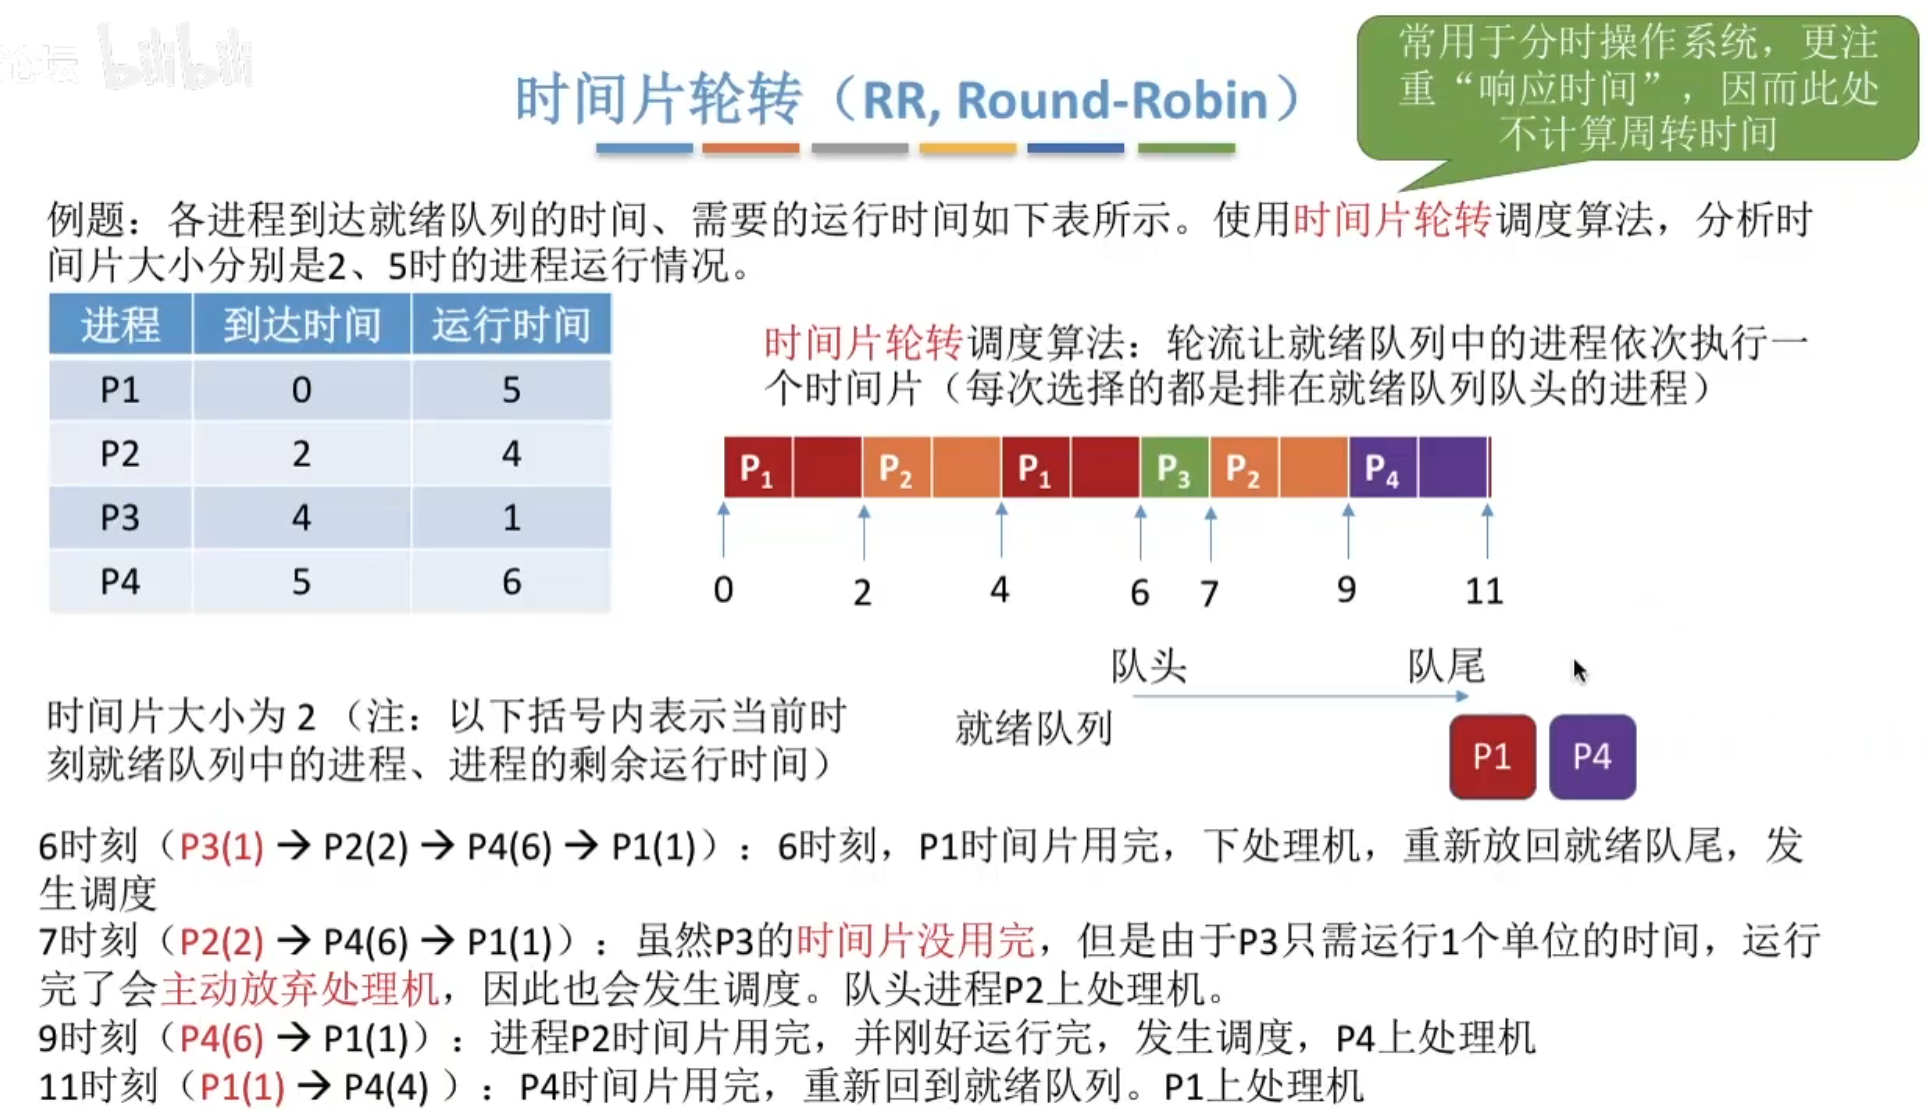 论坛 bilibili
时间片轮转（RR, Round-Robin）
常用于分时操作系统，更注
重“响应时间”，因而此处
不计算周转时间
例题：各进程到达就绪队列的时间、需要的运行时间如下表所示。使用时间片轮转调度算法，分析时
间片大小分别是2、5时的进程运行情况。
进程 到达时间 运行时间
P1 0 5
P2 2 4
P3 4 1
P4 5 6
时间片轮转调度算法：轮流让就绪队列中的进程依次执行一
个时间片（每次选择的都是排在就绪队列队头的进程）
P₁ P₂ P₁ P₃ P₂ P₄
0 2 4 6 7 9 11
队头 队尾
就绪队列
P1 P4
时间片大小为 2 （注：以下括号内表示当前时
刻就绪队列中的进程、进程的剩余运行时间）
6时刻（P3(1) → P2(2) → P4(6) → P1(1)）：6时刻，P1时间片用完，下处理机，重新放回就绪队尾，发
生调度
7时刻（P2(2) → P4(6) → P1(1)）：虽然P3的时间片没用完，但是由于P3只需运行1个单位的时间，运行
完了会主动放弃处理机，因此也会发生调度。队头进程P2上处理机。
9时刻（P4(6) → P1(1)）：进程P2时间片用完，并刚好运行完，发生调度，P4上处理机
11时刻（P1(1) → P4(4) ）：P4时间片用完，重新回到就绪队列。P1上处理机